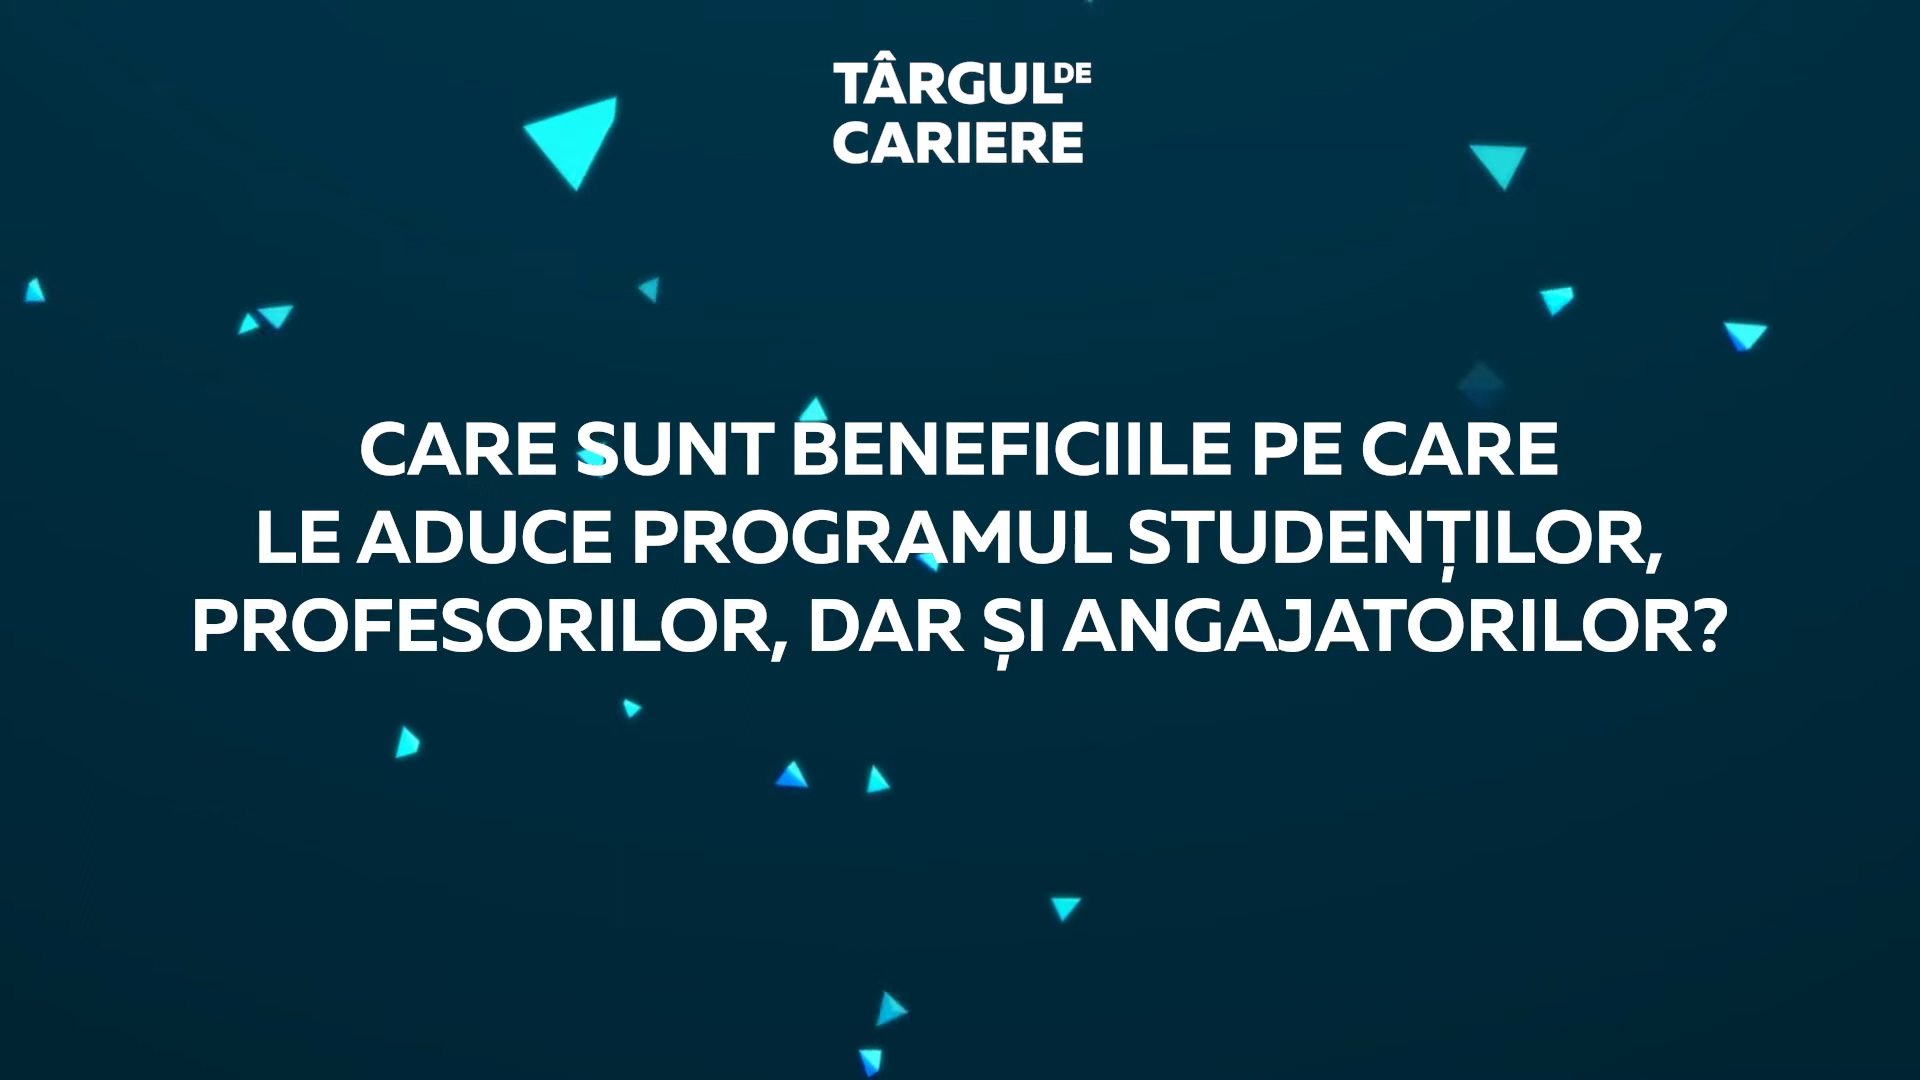 TÂRGUL DE
CARIERE
CARE SUNT BENEFICIILE PE CARE
LE ADUCE PROGRAMUL STUDENȚILOR,
PROFESORILOR, DAR ȘI ANGAJATORILOR?